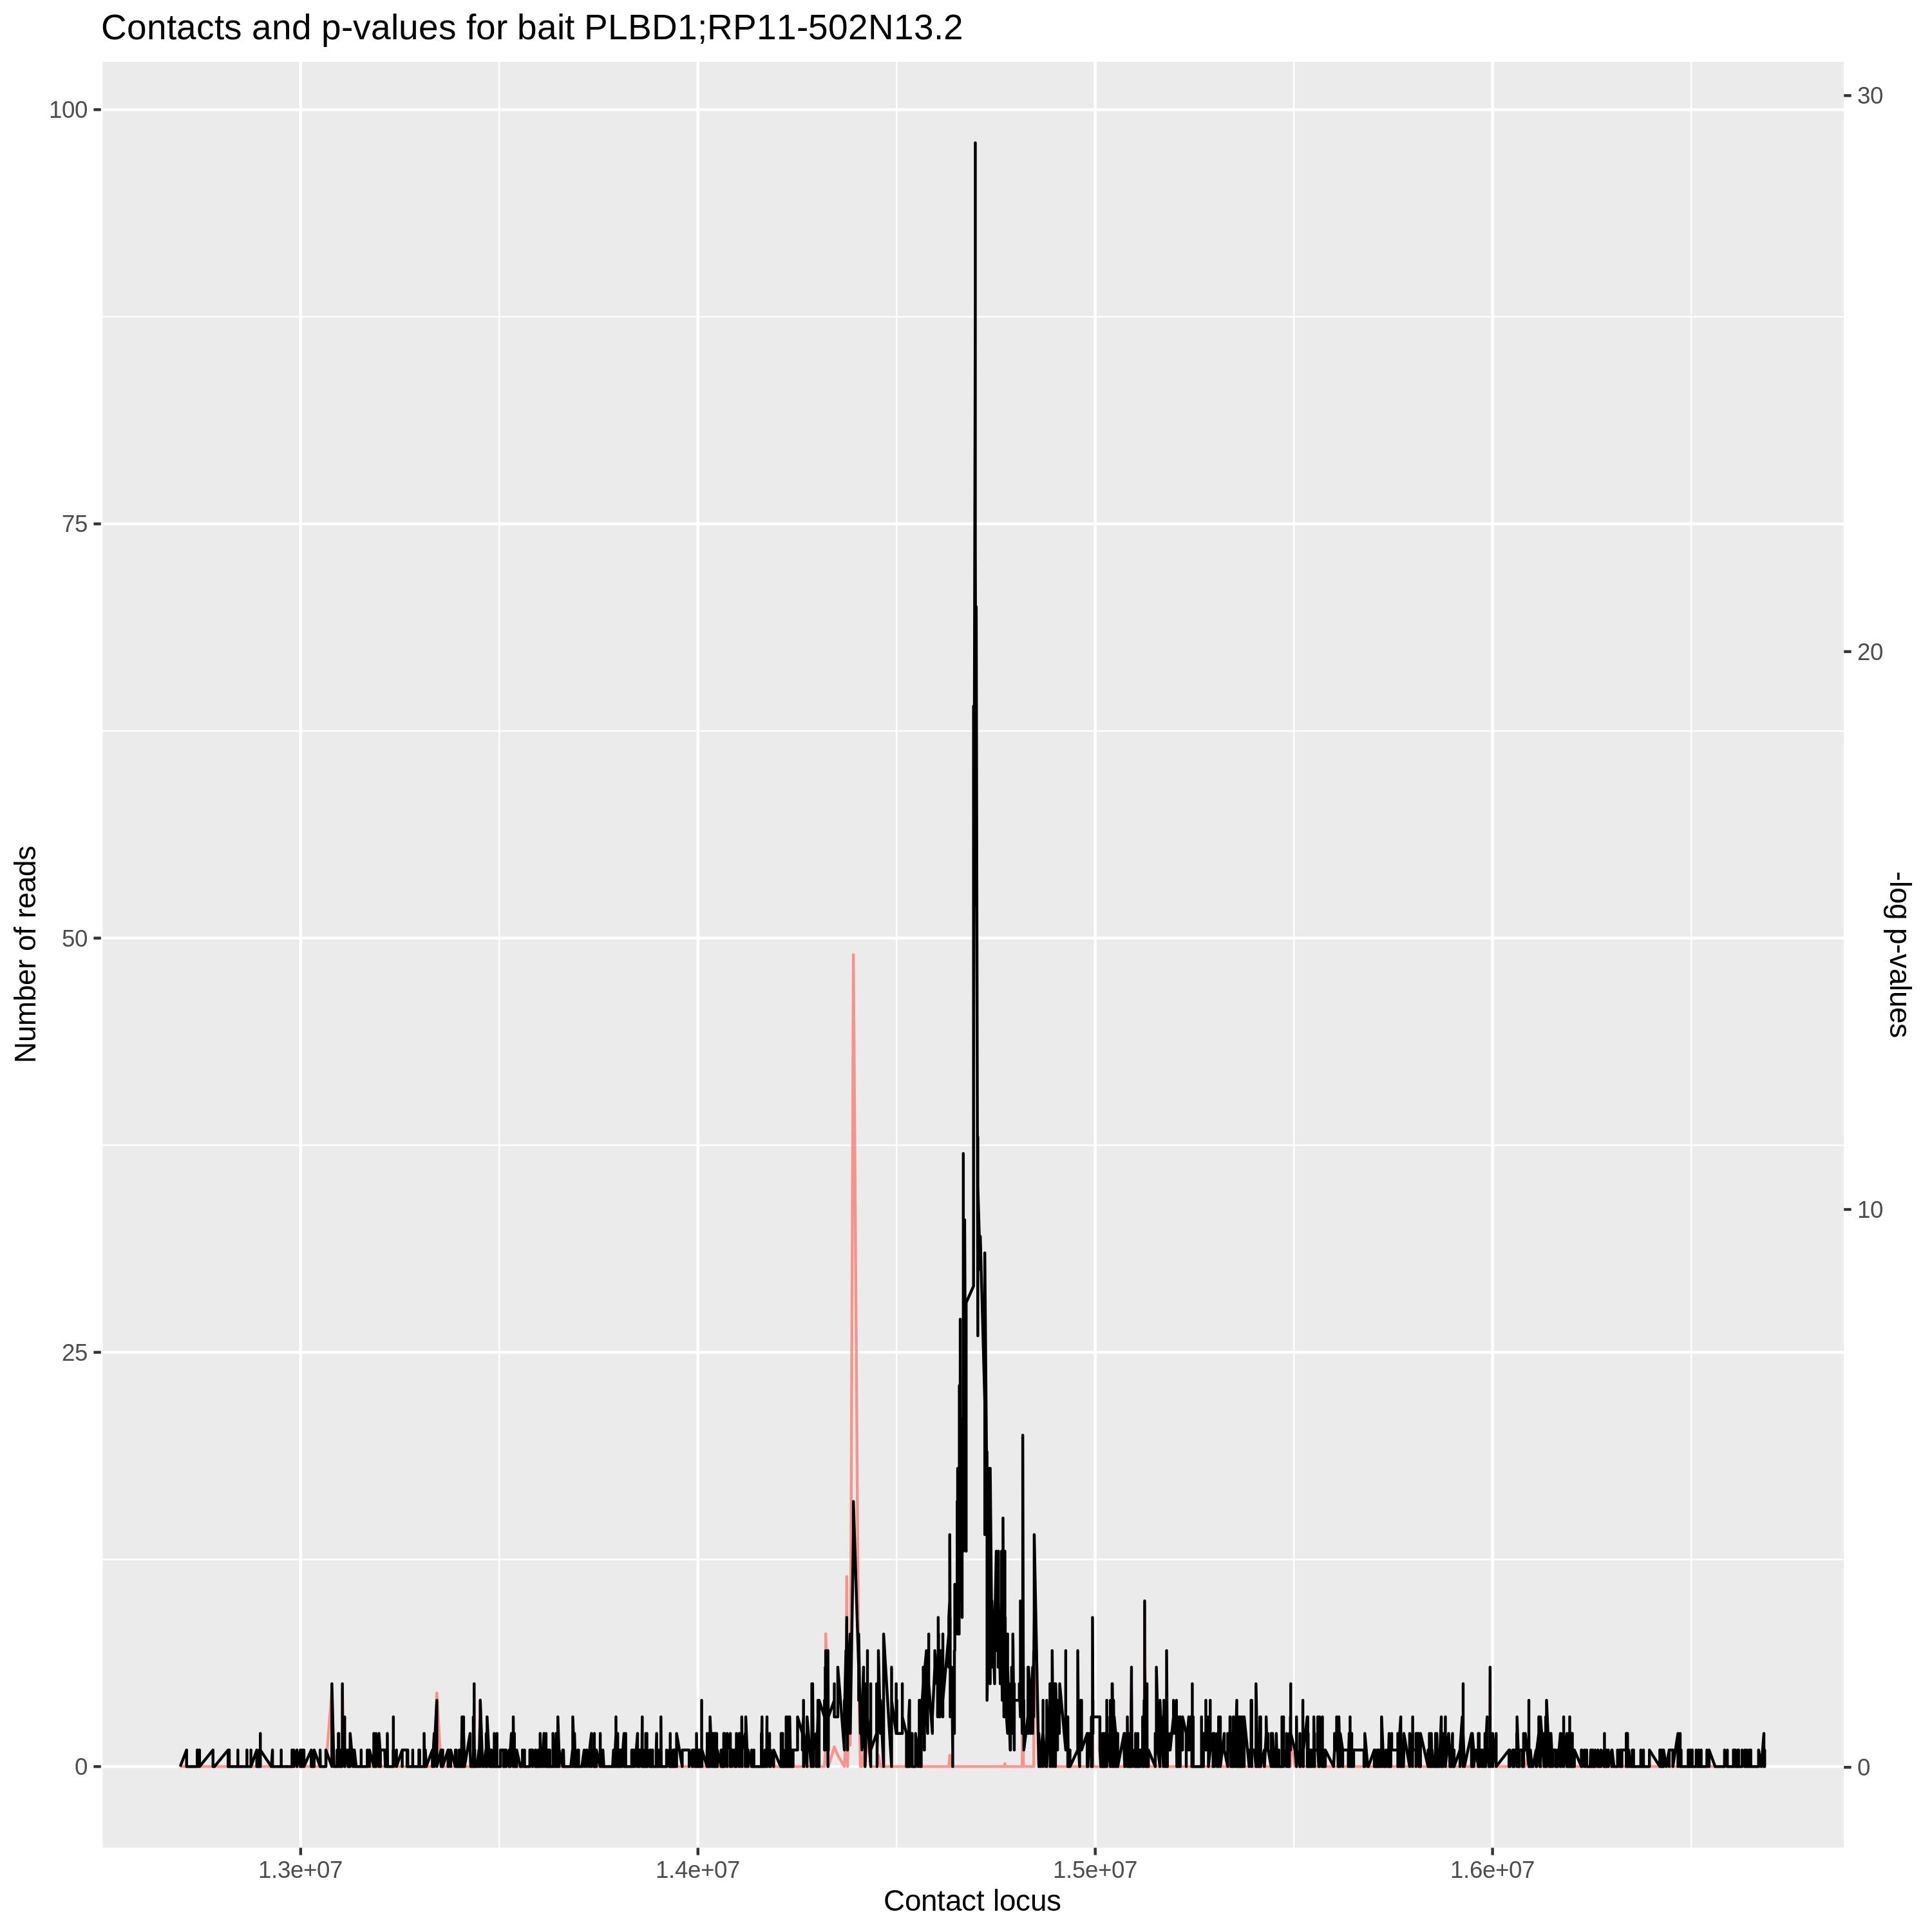 Contacts and p-values for bait PLBD1;RP11-502N13.2
100
75
50
25
0
30
20
10
0
Number of reads
-log p-values
1.3e+07
1.4e+07
1.5e+07
1.6e+07
Contact locus